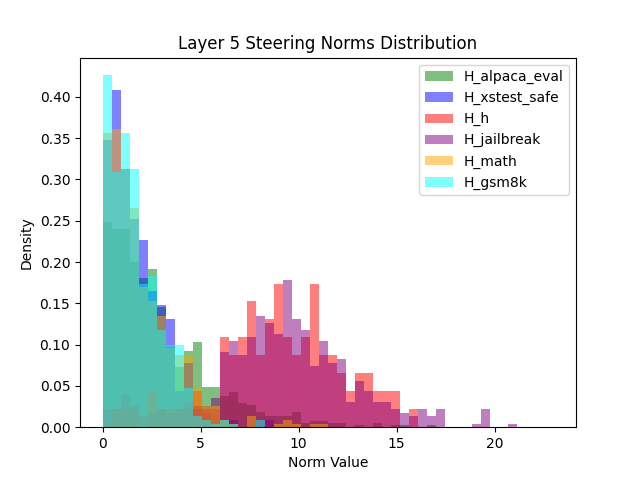 Layer 5 Steering Norms Distribution
H_alpaca_eval
H_xstest_safe
H_h
H_jailbreak
H_math
H_gsm8k
Density
0.40
0.35
0.30
0.25
0.20
0.15
0.10
0.05
0.00
0
5
10
15
20
Norm Value